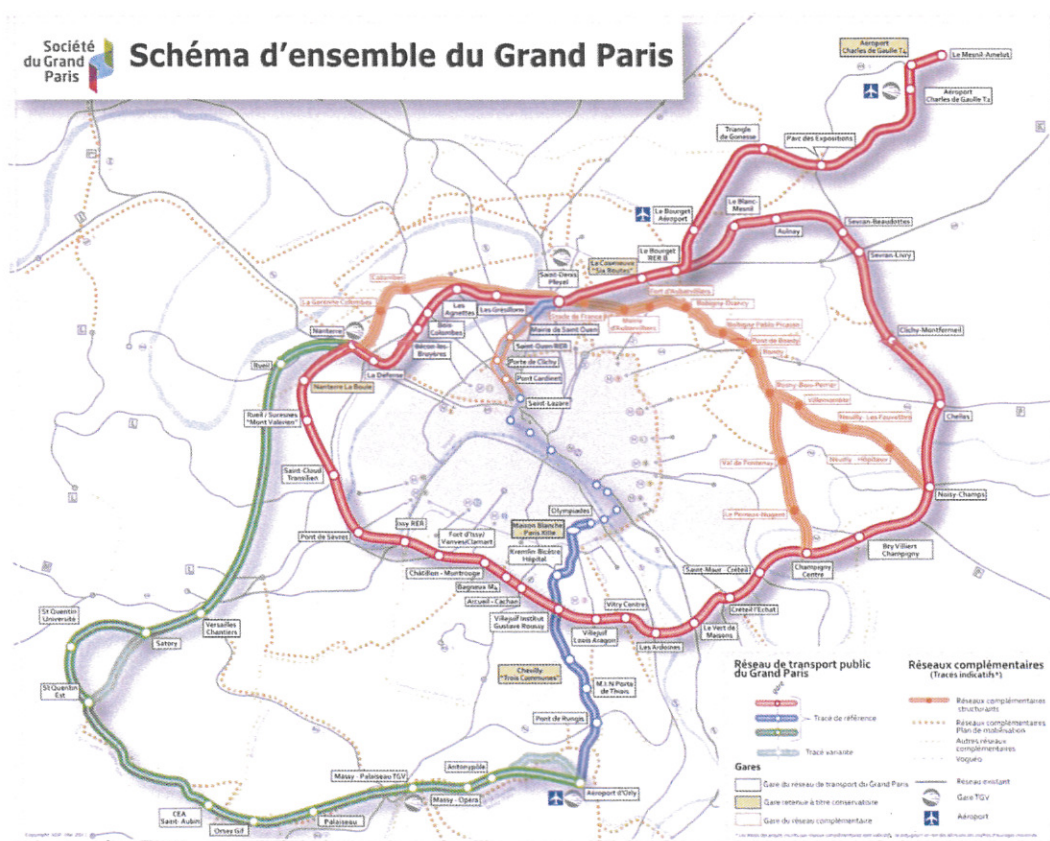 Société
du Grand
Paris
Schéma d'ensemble du Grand Paris
Aéroport
Charles de Gaulle T4
Le Mesnil-Amelot
Aéroport
Charles de Gaulle T2
Triangle
de Gonesse
Parc des Expositions
Le Bourget
Aéroport
Le Blanc-
Mesnil
Aulnay
Sevran-Beaudottes
Sevran-Livry
Le Bourget
RER B
La Courneuve
"Six Routes"
Saint-Denis
Pleyel
Colombes
La Garenne Colombes
Les
Agnettes
Les Grésillons
Bois
Colombes
Bécon-les-
Bruyères
Stade de France
Mairie
d'Aubervilliers
Fort d'Aubervilliers
Bobigny Drancy
Bobigny Pablo Picasso
Pont de Bondy
Bondy
Mairie de Saint Ouen
Saint Ouen RER
Porte de Clichy
Pont Cardinet
Saint-Lazare
Nanterre
La Défense
Rueil
Nanterre La Boule
Clichy-Montfermeil
Rosny-Bois-Perrier
Villemomble
Neuilly - Les Fauvettes
Neuilly - Hôpitaux
Chelles
Rueil / Suresnes
"Mont Valérien"
Saint-Cloud
Transilien
Val de Fontenay
Noisy-Champs
Le Perreux-Nogent
Olympiades
Maison Blanche
Paris XIIIe
Pont de Sèvres
Issy RER
Fort d'Issy/
Vanves/Clamart
Kremlin Bicêtre
Hôpital
Bry Villiers
Champigny
Châtillon - Montrouge
Saint-Maur - Créteil
Champigny
Centre
Bagneux M4
Arcueil - Cachan
Créteil l'Echat
Villejuif Institut
Gustave Roussy
Vitry Centre
Villejuif
Louis Aragon
Le Vert de
Maisons
Les Ardoines
St Quentin
Université
Versailles
Chantiers
Satory
St Quentin
Est
Chevilly
"Trois Communes"
M.I.N Porte
de Thiais
Pont de Rungis
Antonypôle
Massy - Palaiseau TGV
Massy - Opéra
Aéroport d'Orly
CEA
Saint-Aubin
Orsay Gif
Palaiseau
Réseau de transport public
du Grand Paris
Tracé de référence
Tracé variante
Gares
Gare du réseau de transport du Grand Paris
Gare retenue à titre conservatoire
Gare du réseau complémentaire
Réseaux complémentaires
(Tracés indicatifs*)
Réseaux complémentaires
structurants
Réseaux complémentaires
Plan de mobilisation
Autres réseaux
complémentaires
Voguéo
Réseau existant
Gare TGV
Aéroport